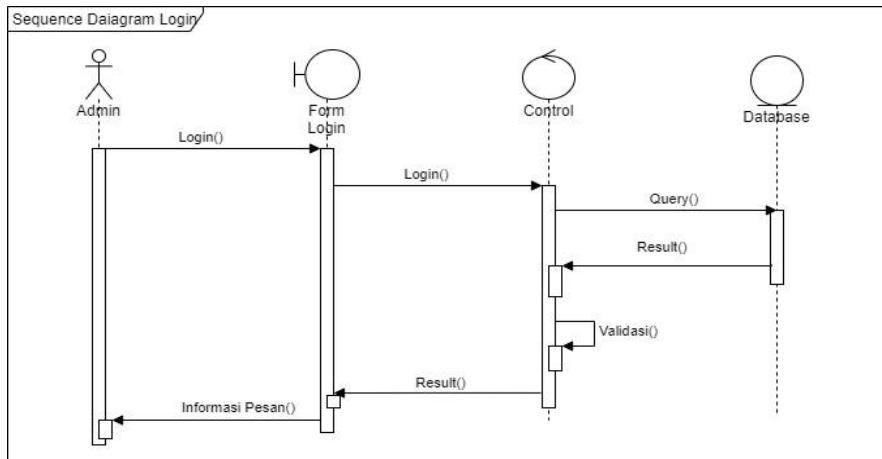 Sequence Daiagram Login
Admin
Form
Login
Control
Database
Login()
Login()
Query()
Result()
Validasi()
Result()
Informasi Pesan()